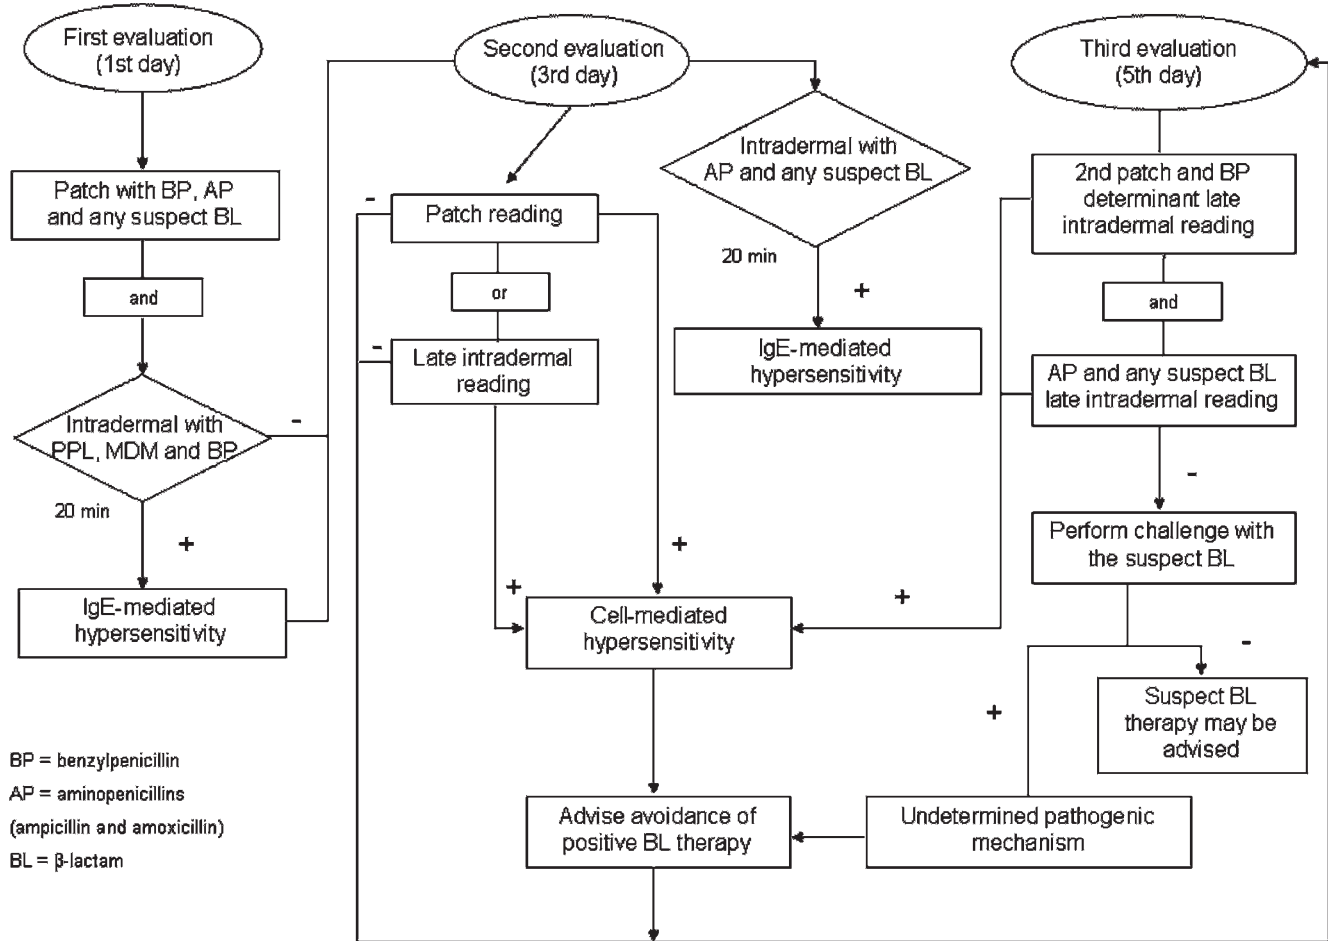 First evaluation
(1st day)
Patch with BP, AP
and any suspect BL
and
Intradermal with
PPL, MDM and BP
-
20 min
+
IgE-mediated
hypersensitivity
BP = benzylpenicillin
AP = aminopenicillins
(ampicillin and amoxicillin)
BL = β-lactam
Second evaluation
(3rd day)
-
Patch reading
or
-
Late intradermal
reading
+
+
Cell-mediated
hypersensitivity
Advise avoidance of
positive BL therapy
Intradermal with
AP and any suspect BL
20 min
+
IgE-mediated
hypersensitivity
Third evaluation
(5th day)
2nd patch and BP
determinant late
intradermal reading
and
AP and any suspect BL
late intradermal reading
-
+
Perform challenge with
the suspect BL
-
Suspect BL
therapy may be
advised
+
Undetermined pathogenic
mechanism